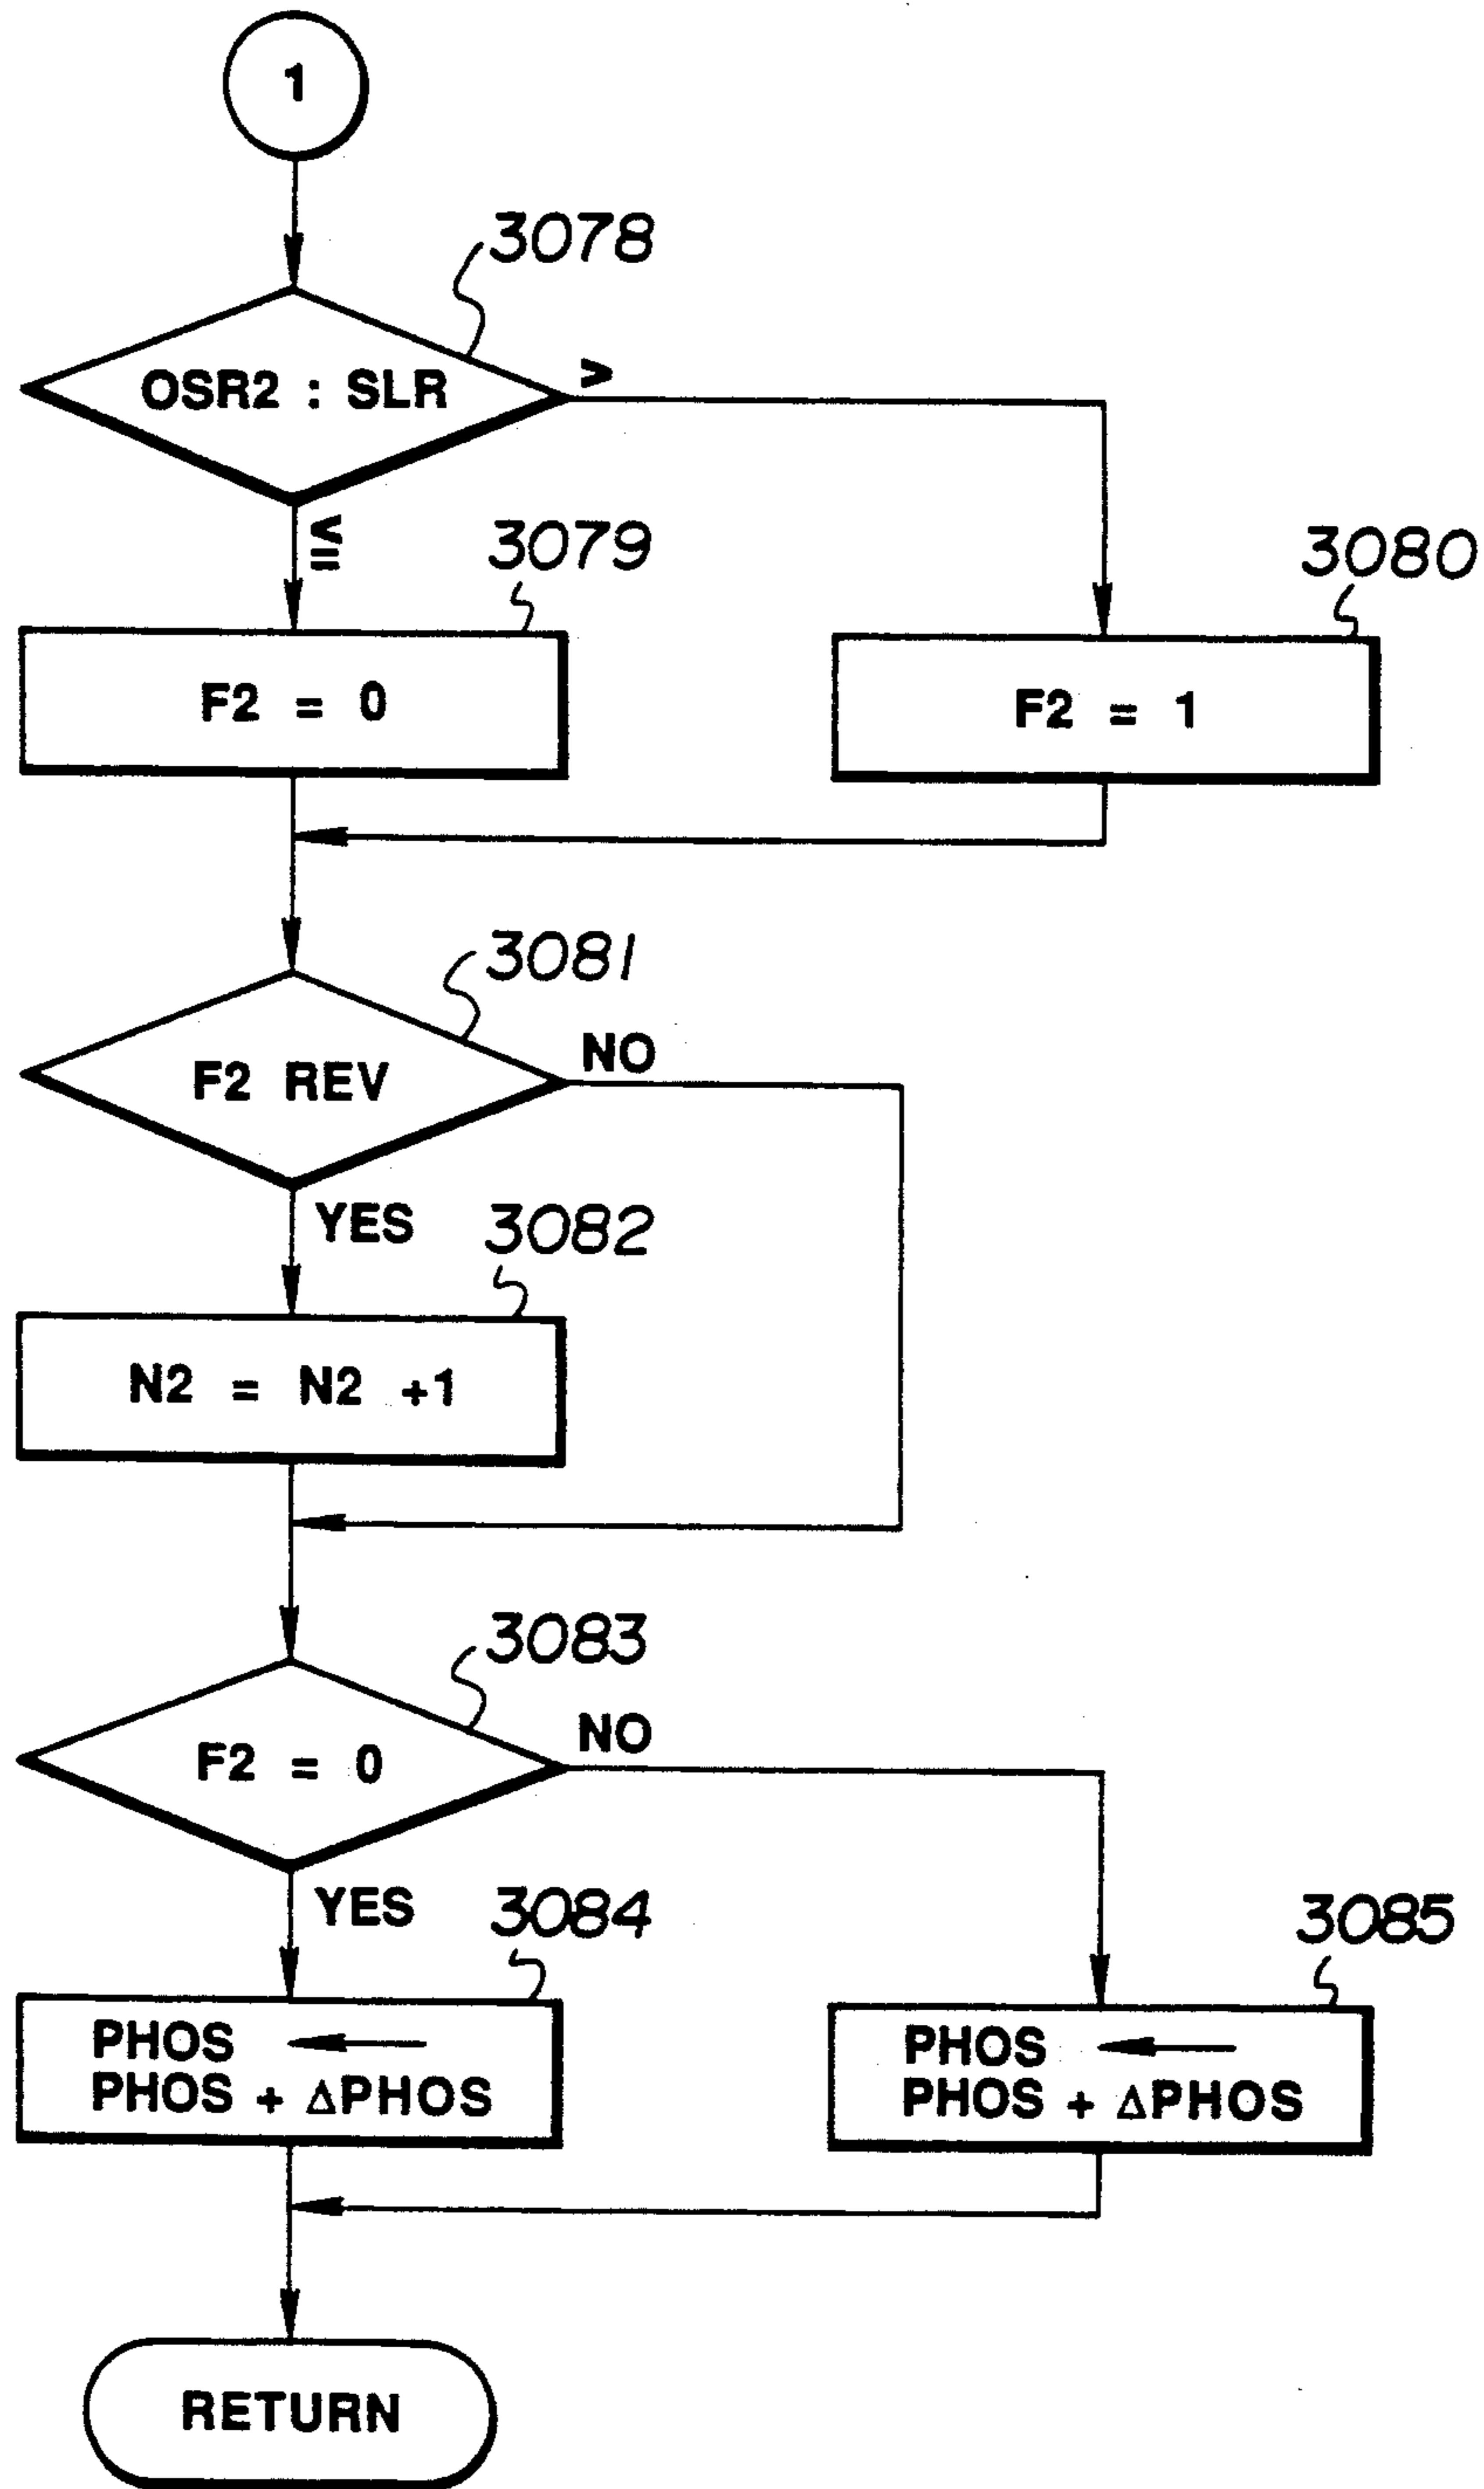 1
3078
OSR2 : SLR
>
≦
3079
3080
F2 = 0
F2 = 1
3081
F2 REV
NO
YES
3082
N2 = N2 +1
3083
F2 = 0
NO
YES
3084
3085
PHOS ←
PHOS + ΔPHOS
PHOS ←
PHOS + ΔPHOS
RETURN